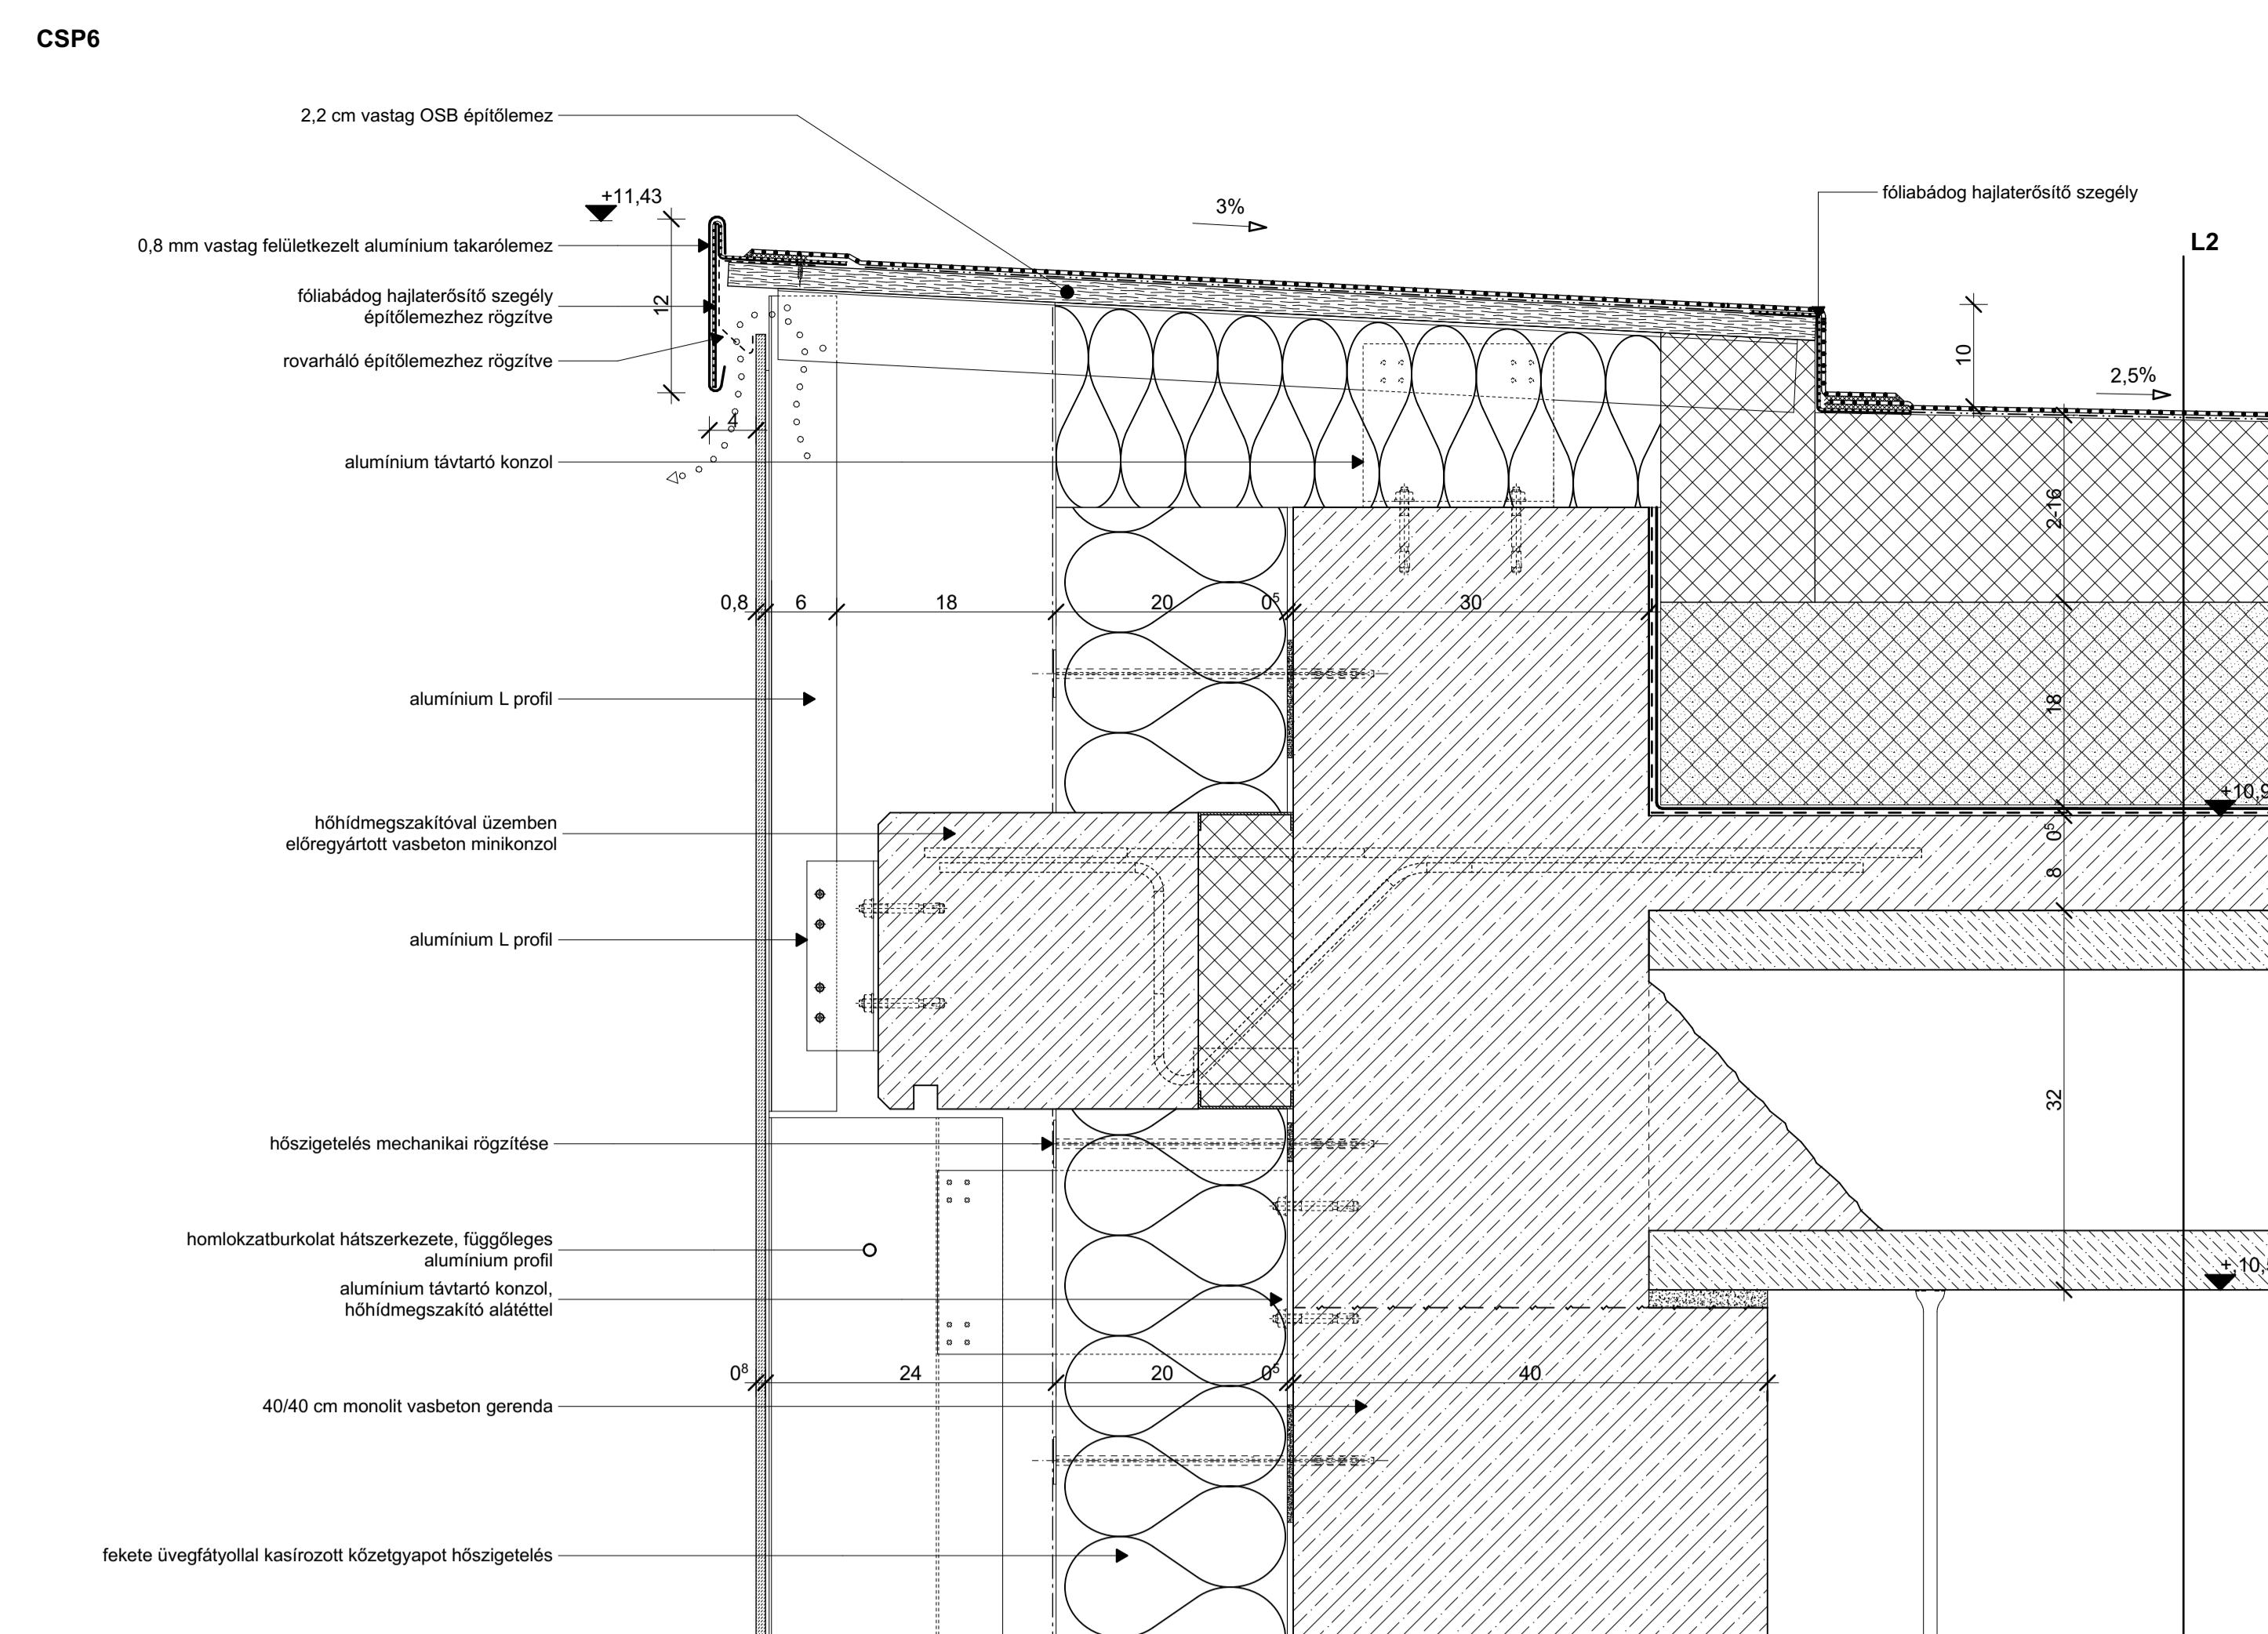 CSP6
2,2 cm vastag OSB építőlemez
+11,43
3%
fóliabádog hajlaterősítő szegély
L2
0,8 mm vastag felületkezelt alumínium takarólemez
fóliabádog hajlaterősítő szegély
építőlemezhez rögzítve
12
rovarháló építőlemezhez rögzítve
10
2,5%
4
alumínium távtartó konzol
2-16
0,8
6
18
20
0⁵
30
alumínium L profil
18
+10,9
hőhídmegszakítóval üzemben
előregyártott vasbeton minikonzol
0⁵
8
alumínium L profil
32
hőszigetelés mechanikai rögzítése
homlokzatburkolat hátszerkezete, függőleges
alumínium profil
+ 10,
alumínium távtartó konzol,
hőhídmegszakító alátéttel
0⁸
24
20
0⁵
40
40/40 cm monolit vasbeton gerenda
fekete üvegfátyollal kasírozott kőzetgyapot hőszigetelés